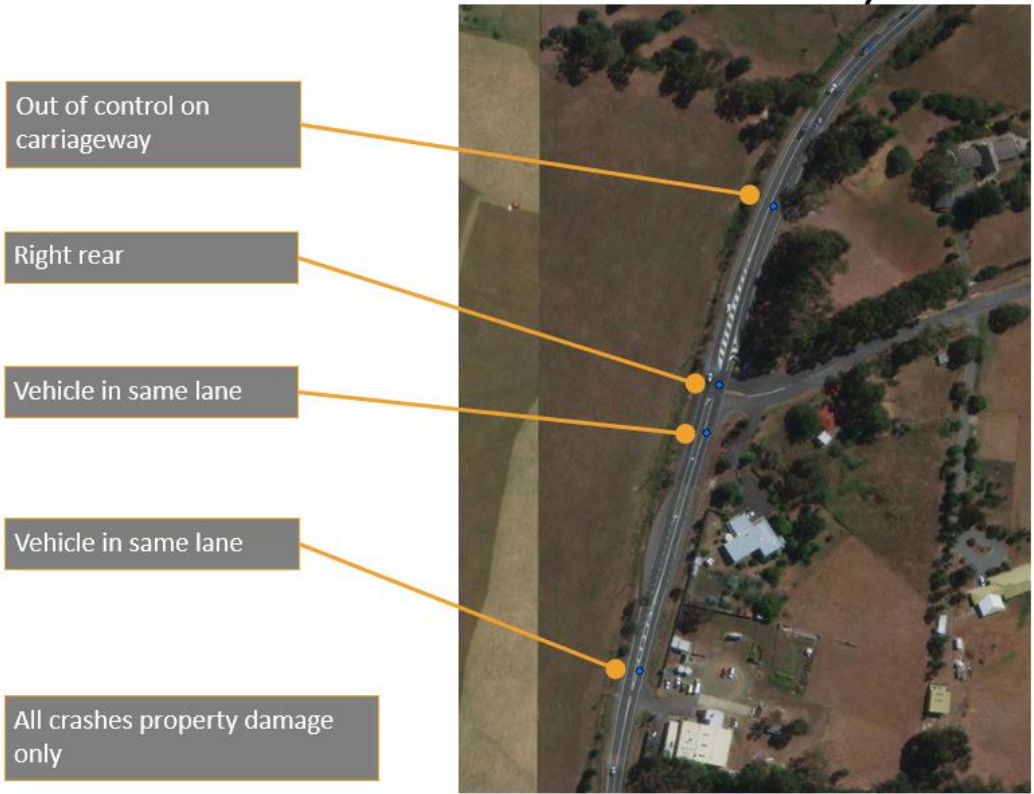 Out of control on
carriageway
Right rear
Vehicle in same lane
Vehicle in same lane
All crashes property damage
only